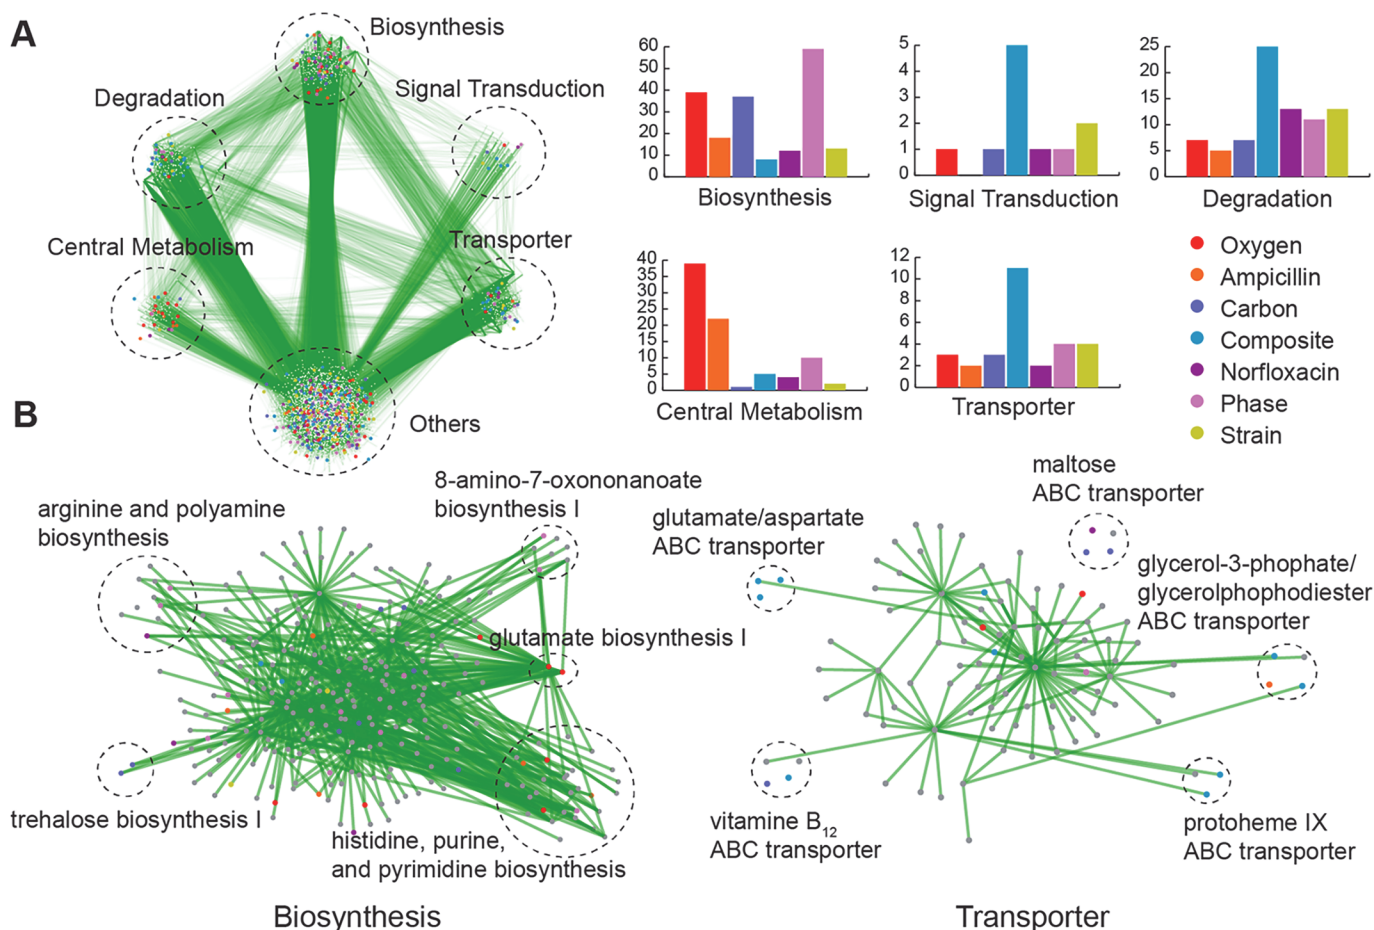 A
Biosynthesis
Degradation
Signal Transduction
Central Metabolism
Transporter
Others
60
50
40
30
20
10
0
Biosynthesis
5
4
3
2
1
0
Signal Transduction
25
20
15
10
5
0
Degradation
40
35
30
25
20
15
10
5
0
Central Metabolism
12
10
8
6
4
2
0
Transporter
Oxygen
Ampicillin
Carbon
Composite
Norfloxacin
Phase
Strain
B
arginine and polyamine
biosynthesis
8-amino-7-oxononanoate
biosynthesis I
glutamate biosynthesis I
trehalose biosynthesis I
histidine, purine,
and pyrimidine biosynthesis
Biosynthesis
glutamate/aspartate
ABC transporter
maltose
ABC transporter
glycerol-3-phophate/
glycerolphophodiester
ABC transporter
vitamine B12
ABC transporter
protoheme IX
ABC transporter
Transporter